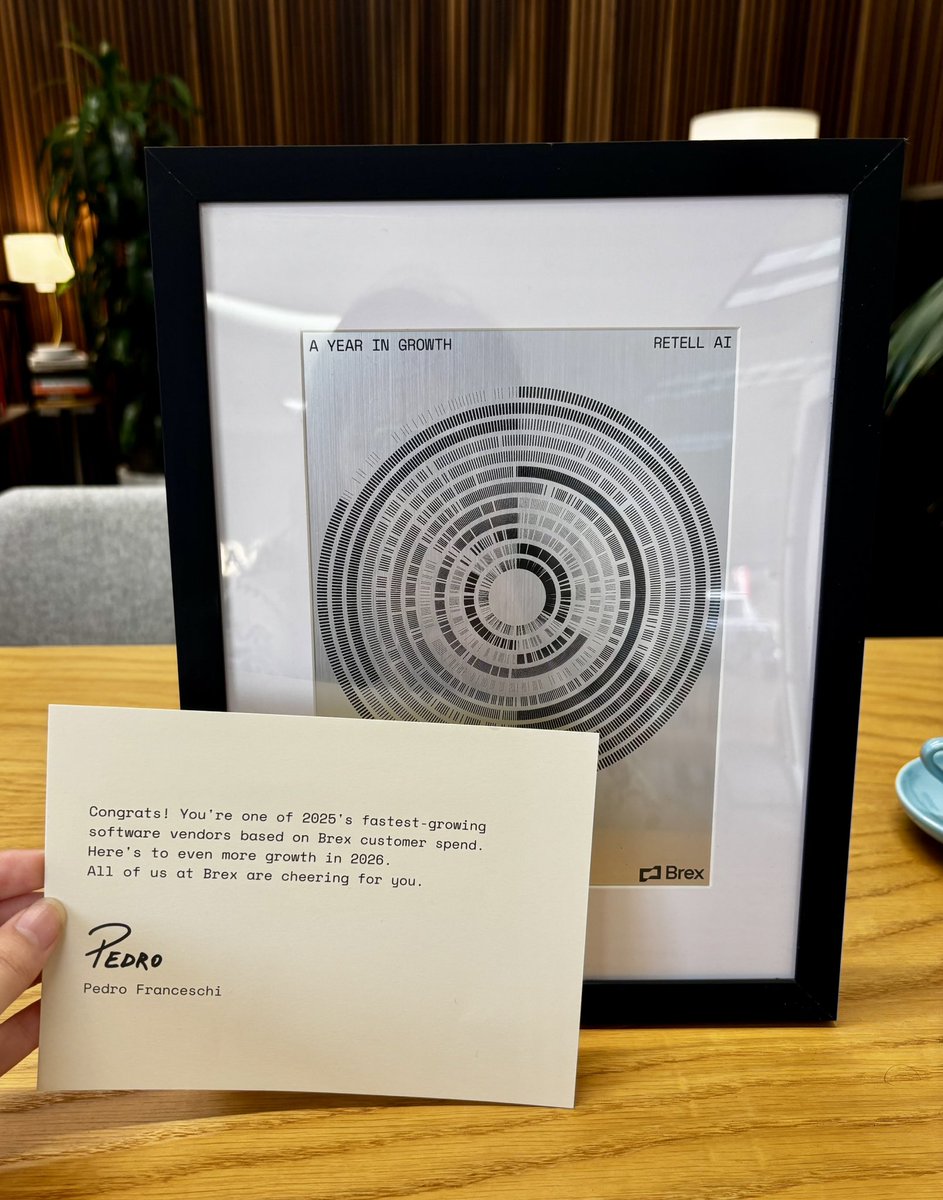 A YEAR IN GROWTH
RETELL AI
Congrats! You're one of 2025's fastest-growing
software vendors based on Brex customer spend.
Here's to even more growth in 2026.
All of us at Brex are cheering for you.
PEDRO
Pedro Franceschi
Brex